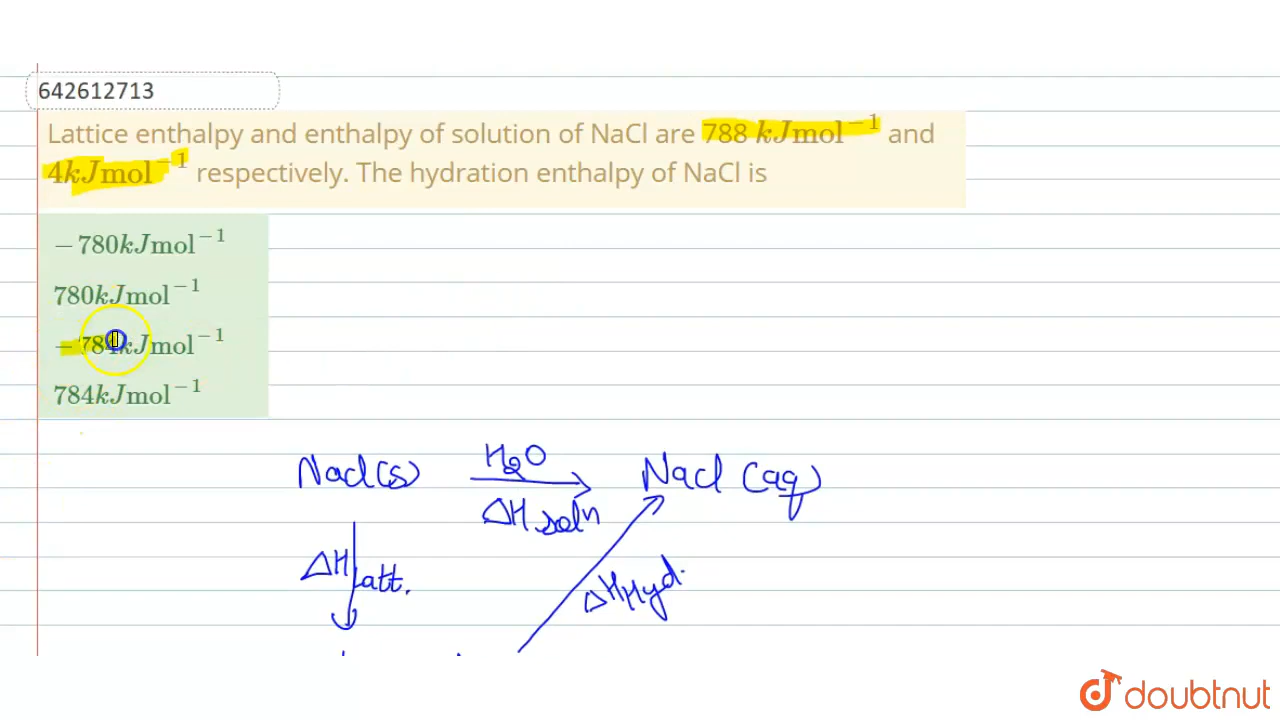 642612713
Lattice enthalpy and enthalpy of solution of NaCl are 788 kJmol⁻¹ and
4kJmol⁻¹ respectively. The hydration enthalpy of NaCl is
−780kJmol⁻¹
780kJmol⁻¹
−784kJmol⁻¹
784kJmol⁻¹
Nacl(s) H₂O Nacl (aq)
ΔH soln
ΔH Latt.
ΔH Hyd.
doubtnut